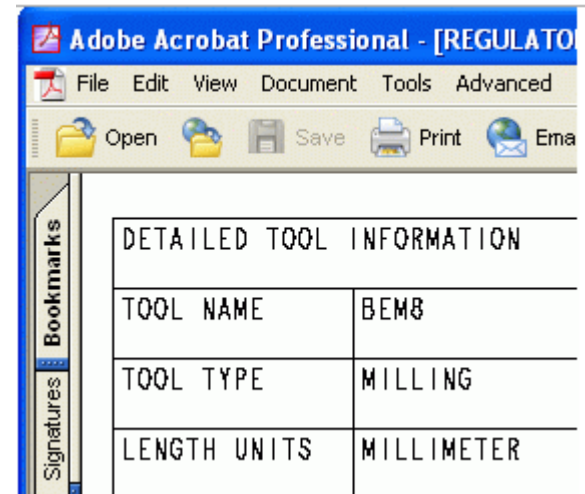 Adobe Acrobat Professional - [REGULATO
File Edit View Document Tools Advanced
Open Save Print Ema
Bookmarks
Signatures
DETAILED TOOL INFORMATION
TOOL NAME BEM8
TOOL TYPE MILLING
LENGTH UNITS MILLIMETER